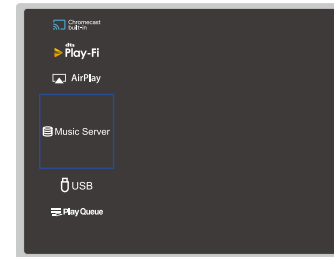 Chromecast
built-in
dts
Play-Fi
AirPlay
Music Server
USB
Play Queue